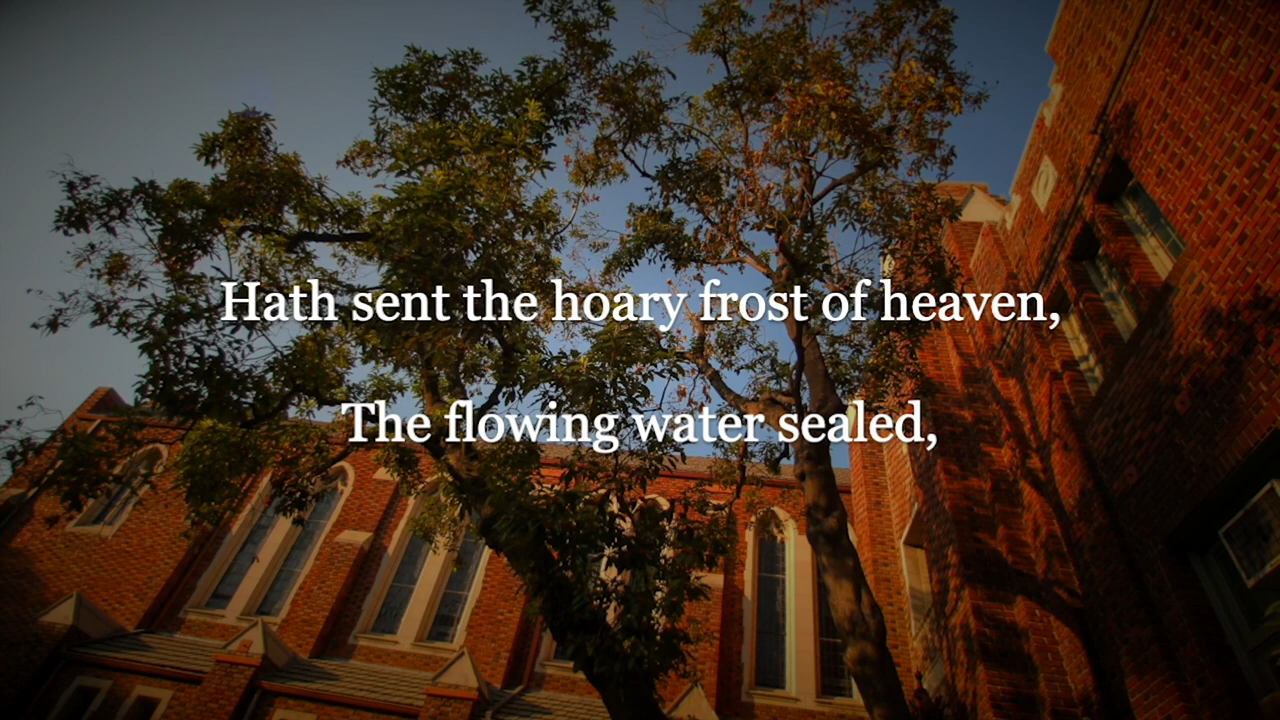 Hath sent the hoary frost of heaven,
The flowing water sealed,